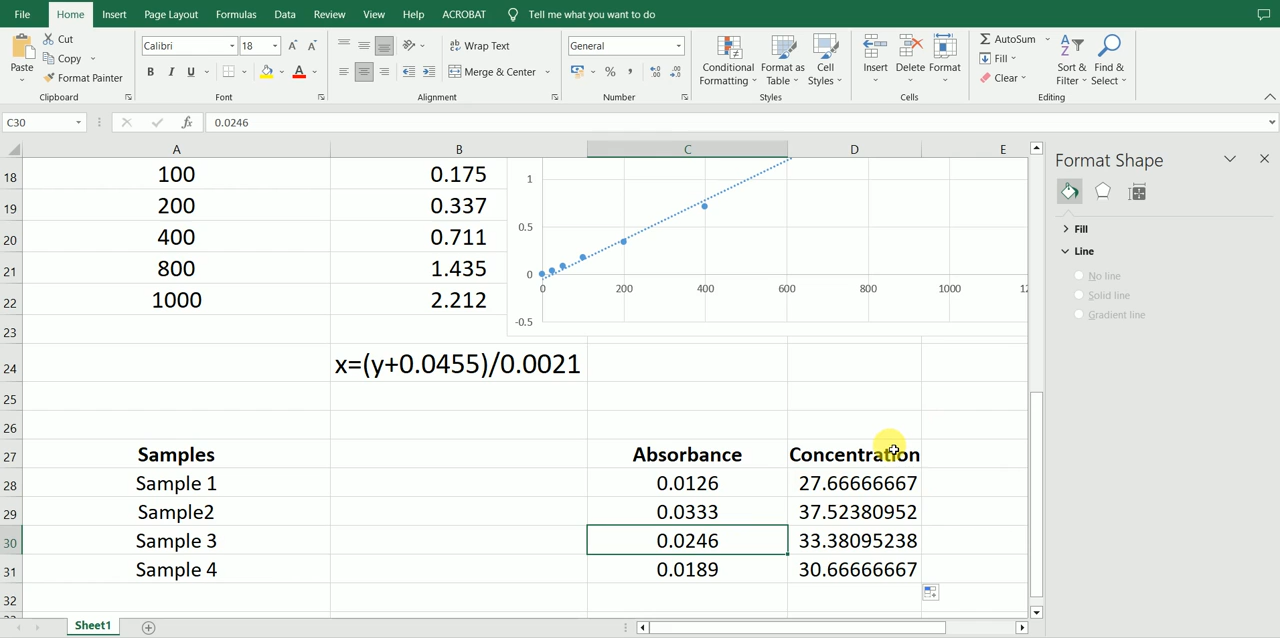 File Home Insert Page Layout Formulas Data Review View Help ACROBAT Tell me what you want to do
Paste
Cut
Copy
Format Painter
Clipboard
Calibri 18 A A
B I U A
Font
Wrap Text
Merge & Center
Alignment
General
% ,
Number
Conditional Formatting
Format as Table
Cell Styles
Styles
Insert Delete Format
Cells
AutoSum
Fill
Clear
Sort & Filter
Find & Select
Editing
C30 fx 0.0246
A B C D E
18 100 0.175
19 200 0.337
20 400 0.711
21 800 1.435
22 1000 2.212
23
1
0.5
0
-0.5
0 200 400 600 800 1000 12
24 x=(y+0.0455)/0.0021
25
26
27 Samples Absorbance Concentration
28 Sample 1 0.0126 27.66666667
29 Sample2 0.0333 37.52380952
30 Sample 3 0.0246 33.38095238
31 Sample 4 0.0189 30.66666667
32
Sheet1
Format Shape
Fill
Line
No line
Solid line
Gradient line